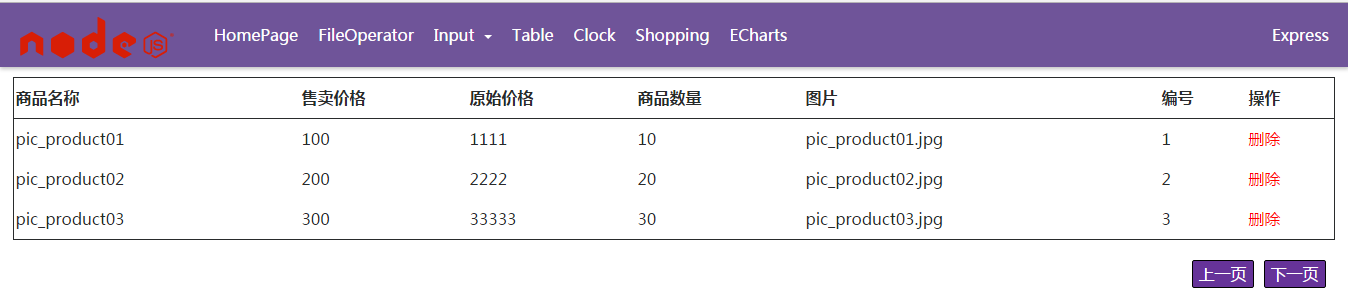 node JS HomePage FileOperator Input Table Clock Shopping ECharts Express
商品名称 售卖价格 原始价格 商品数量 图片 编号 操作
pic_product01 100 1111 10 pic_product01.jpg 1 删除
pic_product02 200 2222 20 pic_product02.jpg 2 删除
pic_product03 300 33333 30 pic_product03.jpg 3 删除
上一页 下一页